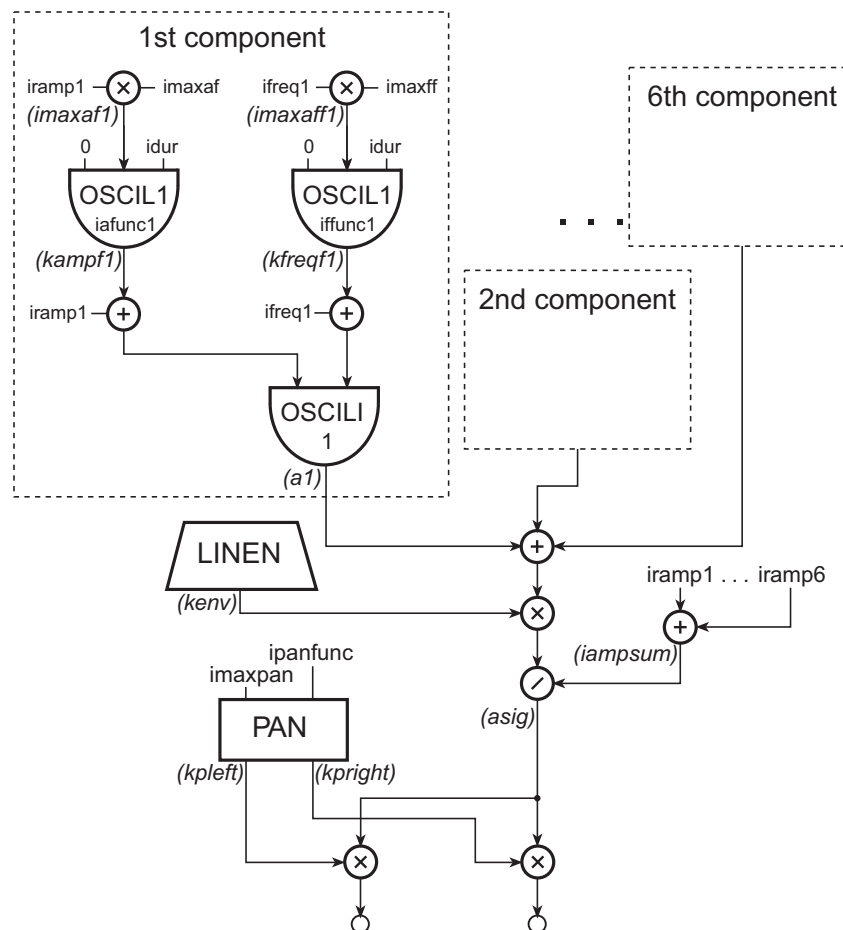 1st component
iramp1 × imaxaf
ifreq1 × imaxff
(imaxaf1)
(imaxaff1)
6th component
0 idur
0 idur
OSCIL1
iafunc1
OSCIL1
iffunc1
. . .
(kampf1)
(kfreqf1)
2nd component
iramp1 +
ifreq1 +
OSCILI
1
(a1)
LINEN
+
iramp1 . . . iramp6
(kenv)
×
+
(iampsum)
ipanfunc
imaxpan
/
(asig)
PAN
(kpleft)
(kpright)
×
×